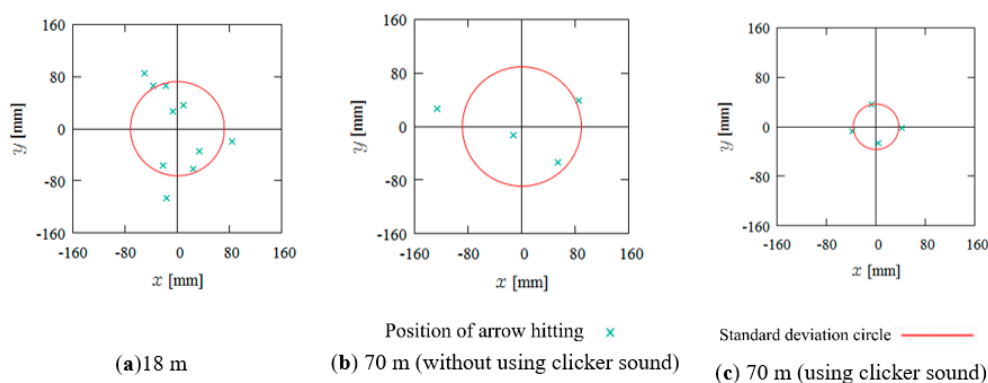 160
80
0
-80
-160
-160 -80 0 80 160
y [mm]
x [mm]
160
80
0
-80
-160
-160 -80 0 80 160
y [mm]
x [mm]
160
80
0
-80
-160
-160 -80 0 80 160
y [mm]
x [mm]
Position of arrow hitting ×
Standard deviation circle
(a)18 m
(b) 70 m (without using clicker sound)
(c) 70 m (using clicker sound)